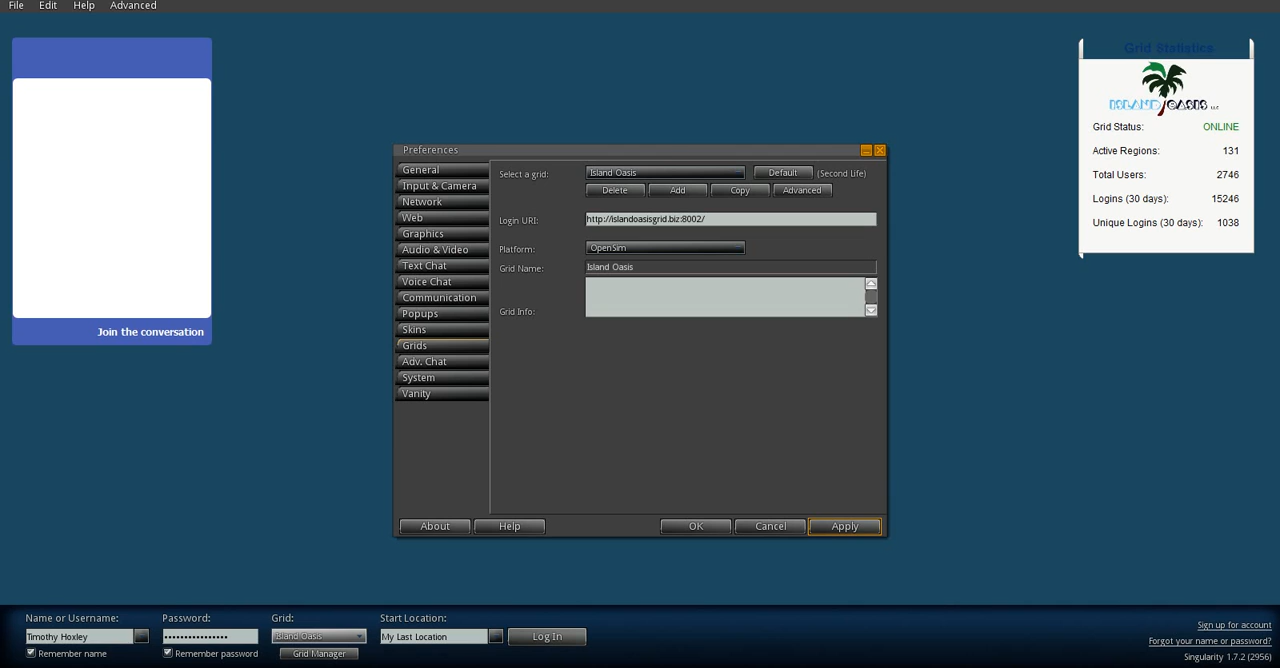 File Edit Help Advanced
Join the conversation
Grid Statistics
ISLAND OASIS LLC
Grid Status: ONLINE
Active Regions: 131
Total Users: 2746
Logins (30 days): 15246
Unique Logins (30 days): 1038
Preferences
General
Input & Camera
Network
Web
Graphics
Audio & Video
Text Chat
Voice Chat
Communication
Popups
Skins
Grids
Adv. Chat
System
Vanity
Select a grid: Island Oasis Default (Second Life)
Delete Add Copy Advanced
Login URI: http://islandoasisgrid.biz:8002/
Platform: OpenSim
Grid Name: Island Oasis
Grid Info:
About Help OK Cancel Apply
Name or Username: Password: Grid: Start Location:
Timothy Hoxley •••••••••••••••• Island Oasis My Last Location Log In
Remember name Remember password Grid Manager
Sign up for account
Forgot your name or password?
Singularity 1.7.2 (2956)